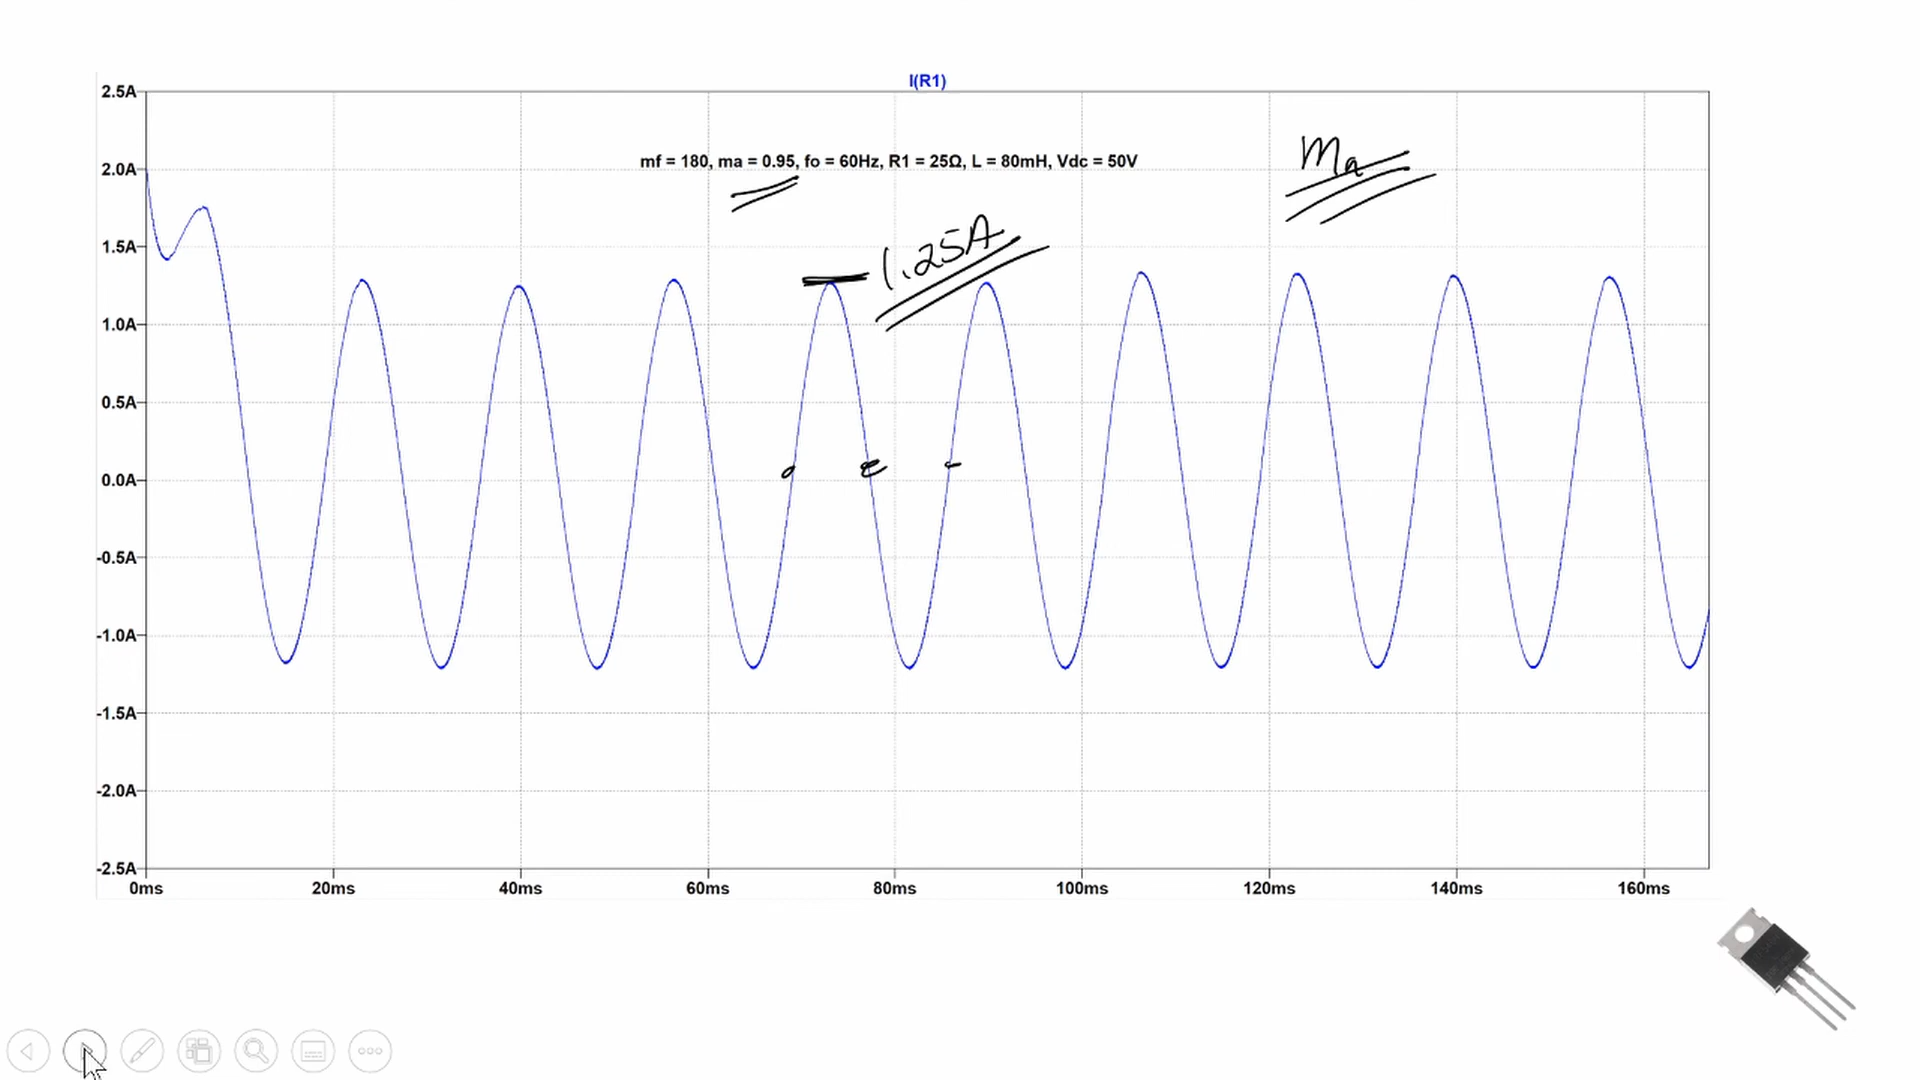 I(R1)
2.5A
mf = 180, ma = 0.95, fo = 60Hz, R1 = 25Ω, L = 80mH, Vdc = 50V
Ma
2.0A
1.25A
1.5A
1.0A
0.5A
0.0A
-0.5A
-1.0A
-1.5A
-2.0A
-2.5A
0ms 20ms 40ms 60ms 80ms 100ms 120ms 140ms 160ms